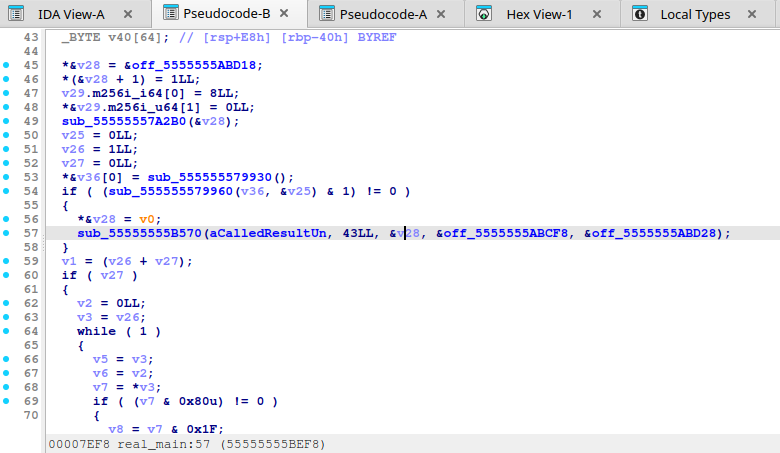 IDA View-A × Pseudocode-B × Pseudocode-A × Hex View-1 × Local Types ×
43 _BYTE v40[64]; // [rsp+E8h] [rbp-40h] BYREF
44
45 *&v28 = &off_5555555ABD18;
46 *(&v28 + 1) = 1LL;
47 v29.m256i_i64[0] = 8LL;
48 *&v29.m256i_u64[1] = 0LL;
49 sub_55555557A2B0(&v28);
50 v25 = 0LL;
51 v26 = 1LL;
52 v27 = 0LL;
53 *&v36[0] = sub_555555579930();
54 if ( (sub_555555579960(v36, &v25) & 1) != 0 )
55 {
56 *&v28 = v0;
57 sub_55555555B570(aCalledResultUn, 43LL, &v28, &off_5555555ABCF8, &off_5555555ABD28);
58 }
59 v1 = (v26 + v27);
60 if ( v27 )
61 {
62 v2 = 0LL;
63 v3 = v26;
64 while ( 1 )
65 {
66 v5 = v3;
67 v6 = v2;
68 v7 = *v3;
69 if ( (v7 & 0x80u) != 0 )
70 {
v8 = v7 & 0x1F;
00007EF8 real_main:57 (55555555BEF8)